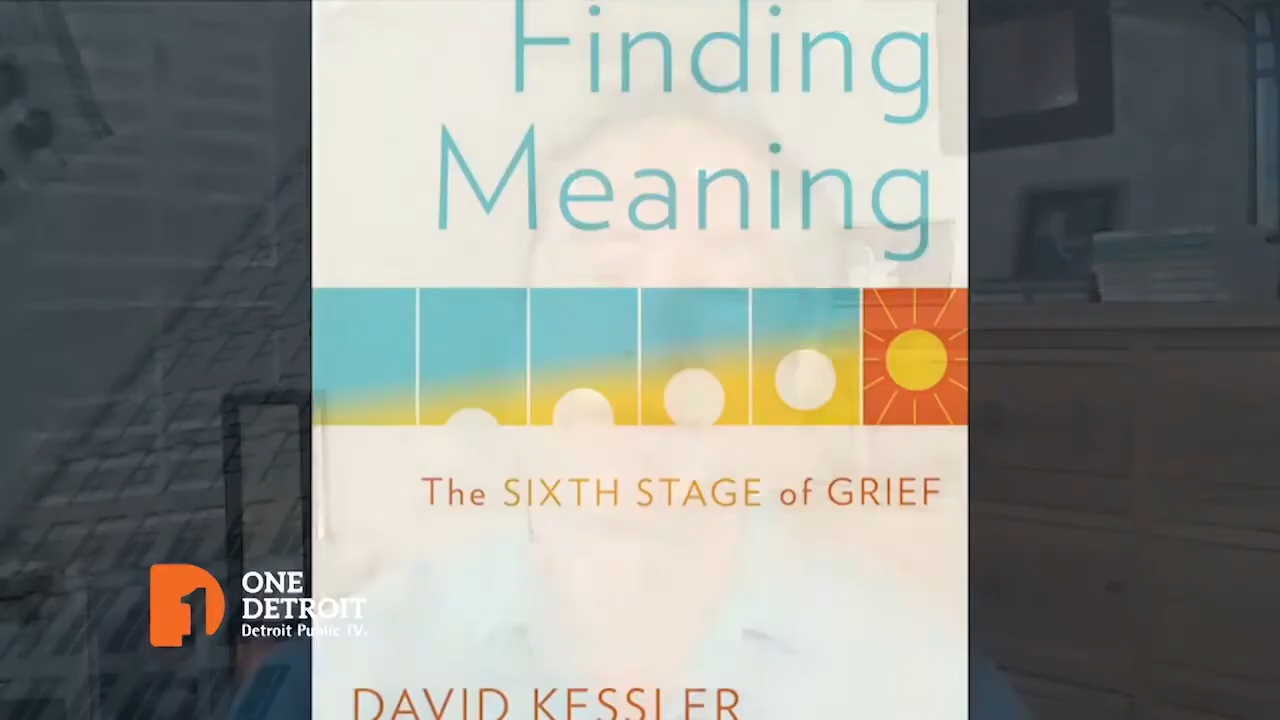 Finding
Meaning
The SIXTH STAGE of GRIEF
ONE
DETROIT
Detroit Public TV.
DAVID KESSLER